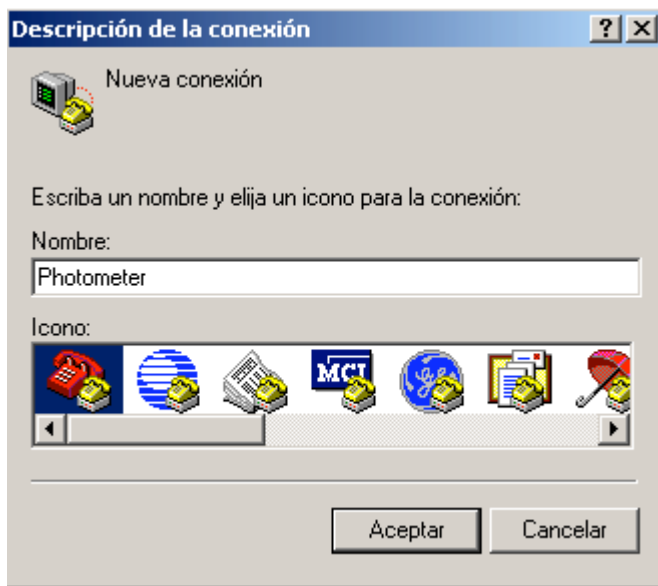 Descripción de la conexión
Nueva conexión
Escriba un nombre y elija un icono para la conexión:
Nombre:
Photometer
Icono:
MCI
Aceptar
Cancelar